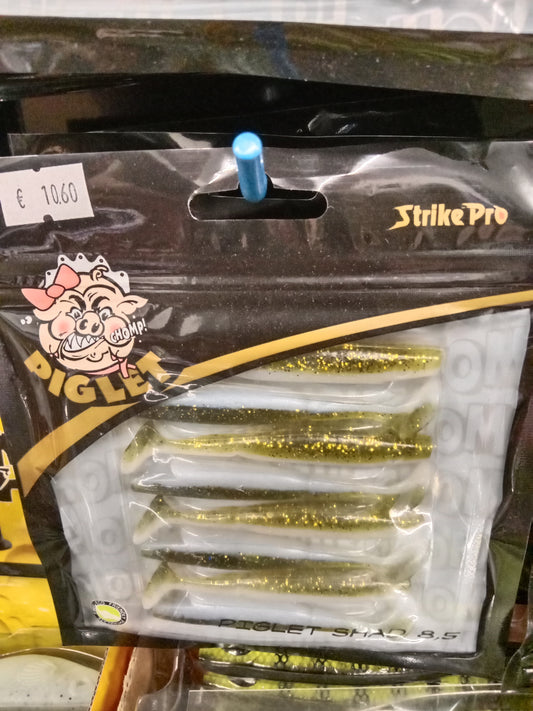 € 10.60
Strike Pro
CHOMP!
PIGLET
PIGLET SHAD 8,5